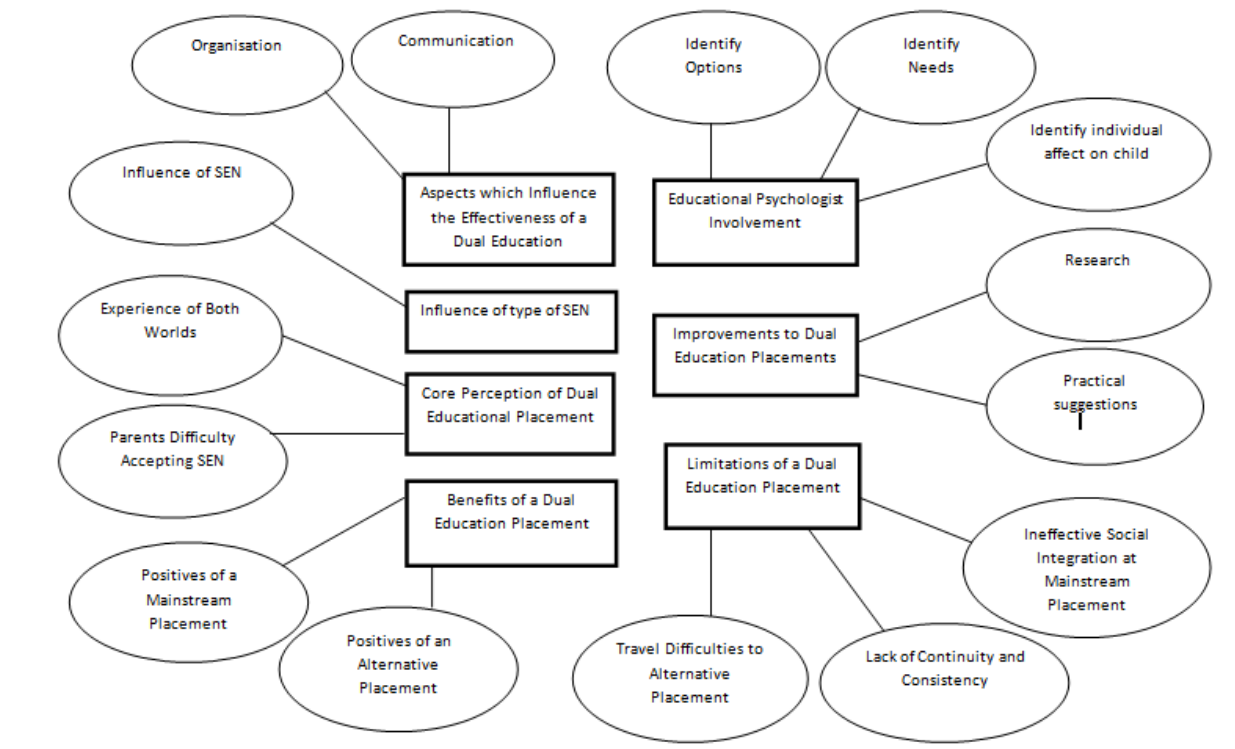 Organisation
Communication
Identify
Options
Identify
Needs
Identify individual
affect on child
Influence of SEN
Aspects which Influence
the Effectiveness of a
Dual Education
Educational Psychologist
Involvement
Research
Experience of Both
Worlds
Influence of type of SEN
Improvements to Dual
Education Placements
Practical
suggestions
Core Perception of Dual
Educational Placement
Parents Difficulty
Accepting SEN
Limitations of a Dual
Education Placement
Benefits of a Dual
Education Placement
Ineffective Social
Integration at
Mainstream
Placement
Positives of a
Mainstream
Placement
Positives of an
Alternative
Placement
Travel Difficulties to
Alternative
Placement
Lack of Continuity and
Consistency